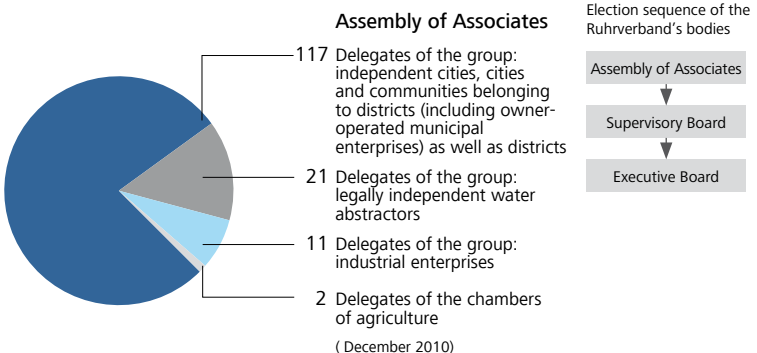 Assembly of Associates
117 Delegates of the group:
independent cities, cities
and communities belonging
to districts (including owner-
operated municipal
enterprises) as well as districts
21 Delegates of the group:
legally independent water
abstractors
11 Delegates of the group:
industrial enterprises
2 Delegates of the chambers
of agriculture
( December 2010)
Election sequence of the
Ruhrverband's bodies
Assembly of Associates
Supervisory Board
Executive Board